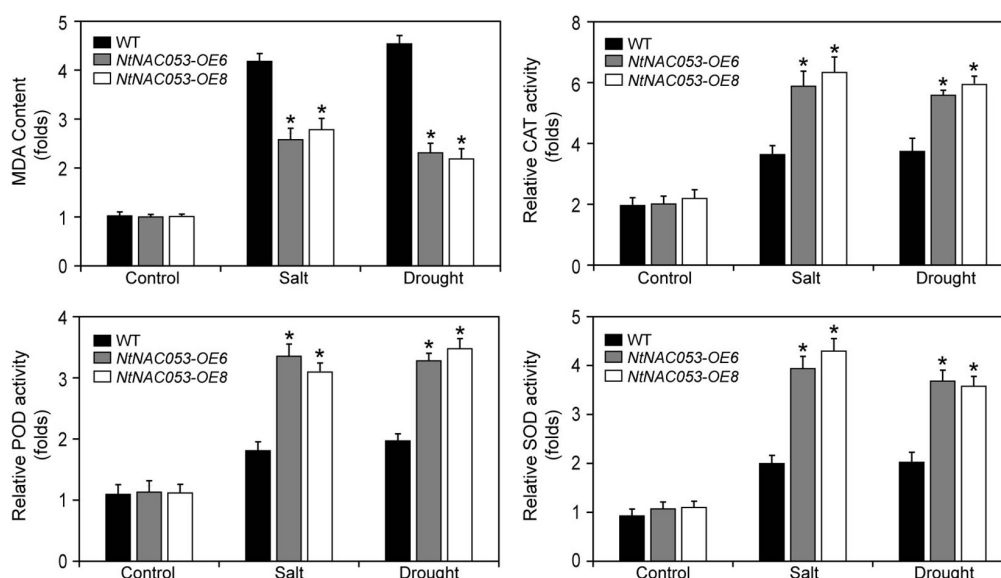 MDA Content
(folds)
5
4
3
2
1
0
WT
NtNAC053-OE6
NtNAC053-OE8
* *
* *
Control Salt Drought
Relative CAT activity
(folds)
8
6
4
2
0
WT
NtNAC053-OE6
NtNAC053-OE8
* *
* *
Control Salt Drought
Relative POD activity
(folds)
4
3
2
1
0
WT
NtNAC053-OE6
NtNAC053-OE8
* *
* *
Control Salt Drought
Relative SOD activity
(folds)
5
4
3
2
1
0
WT
NtNAC053-OE6
NtNAC053-OE8
* *
* *
Control Salt Drought